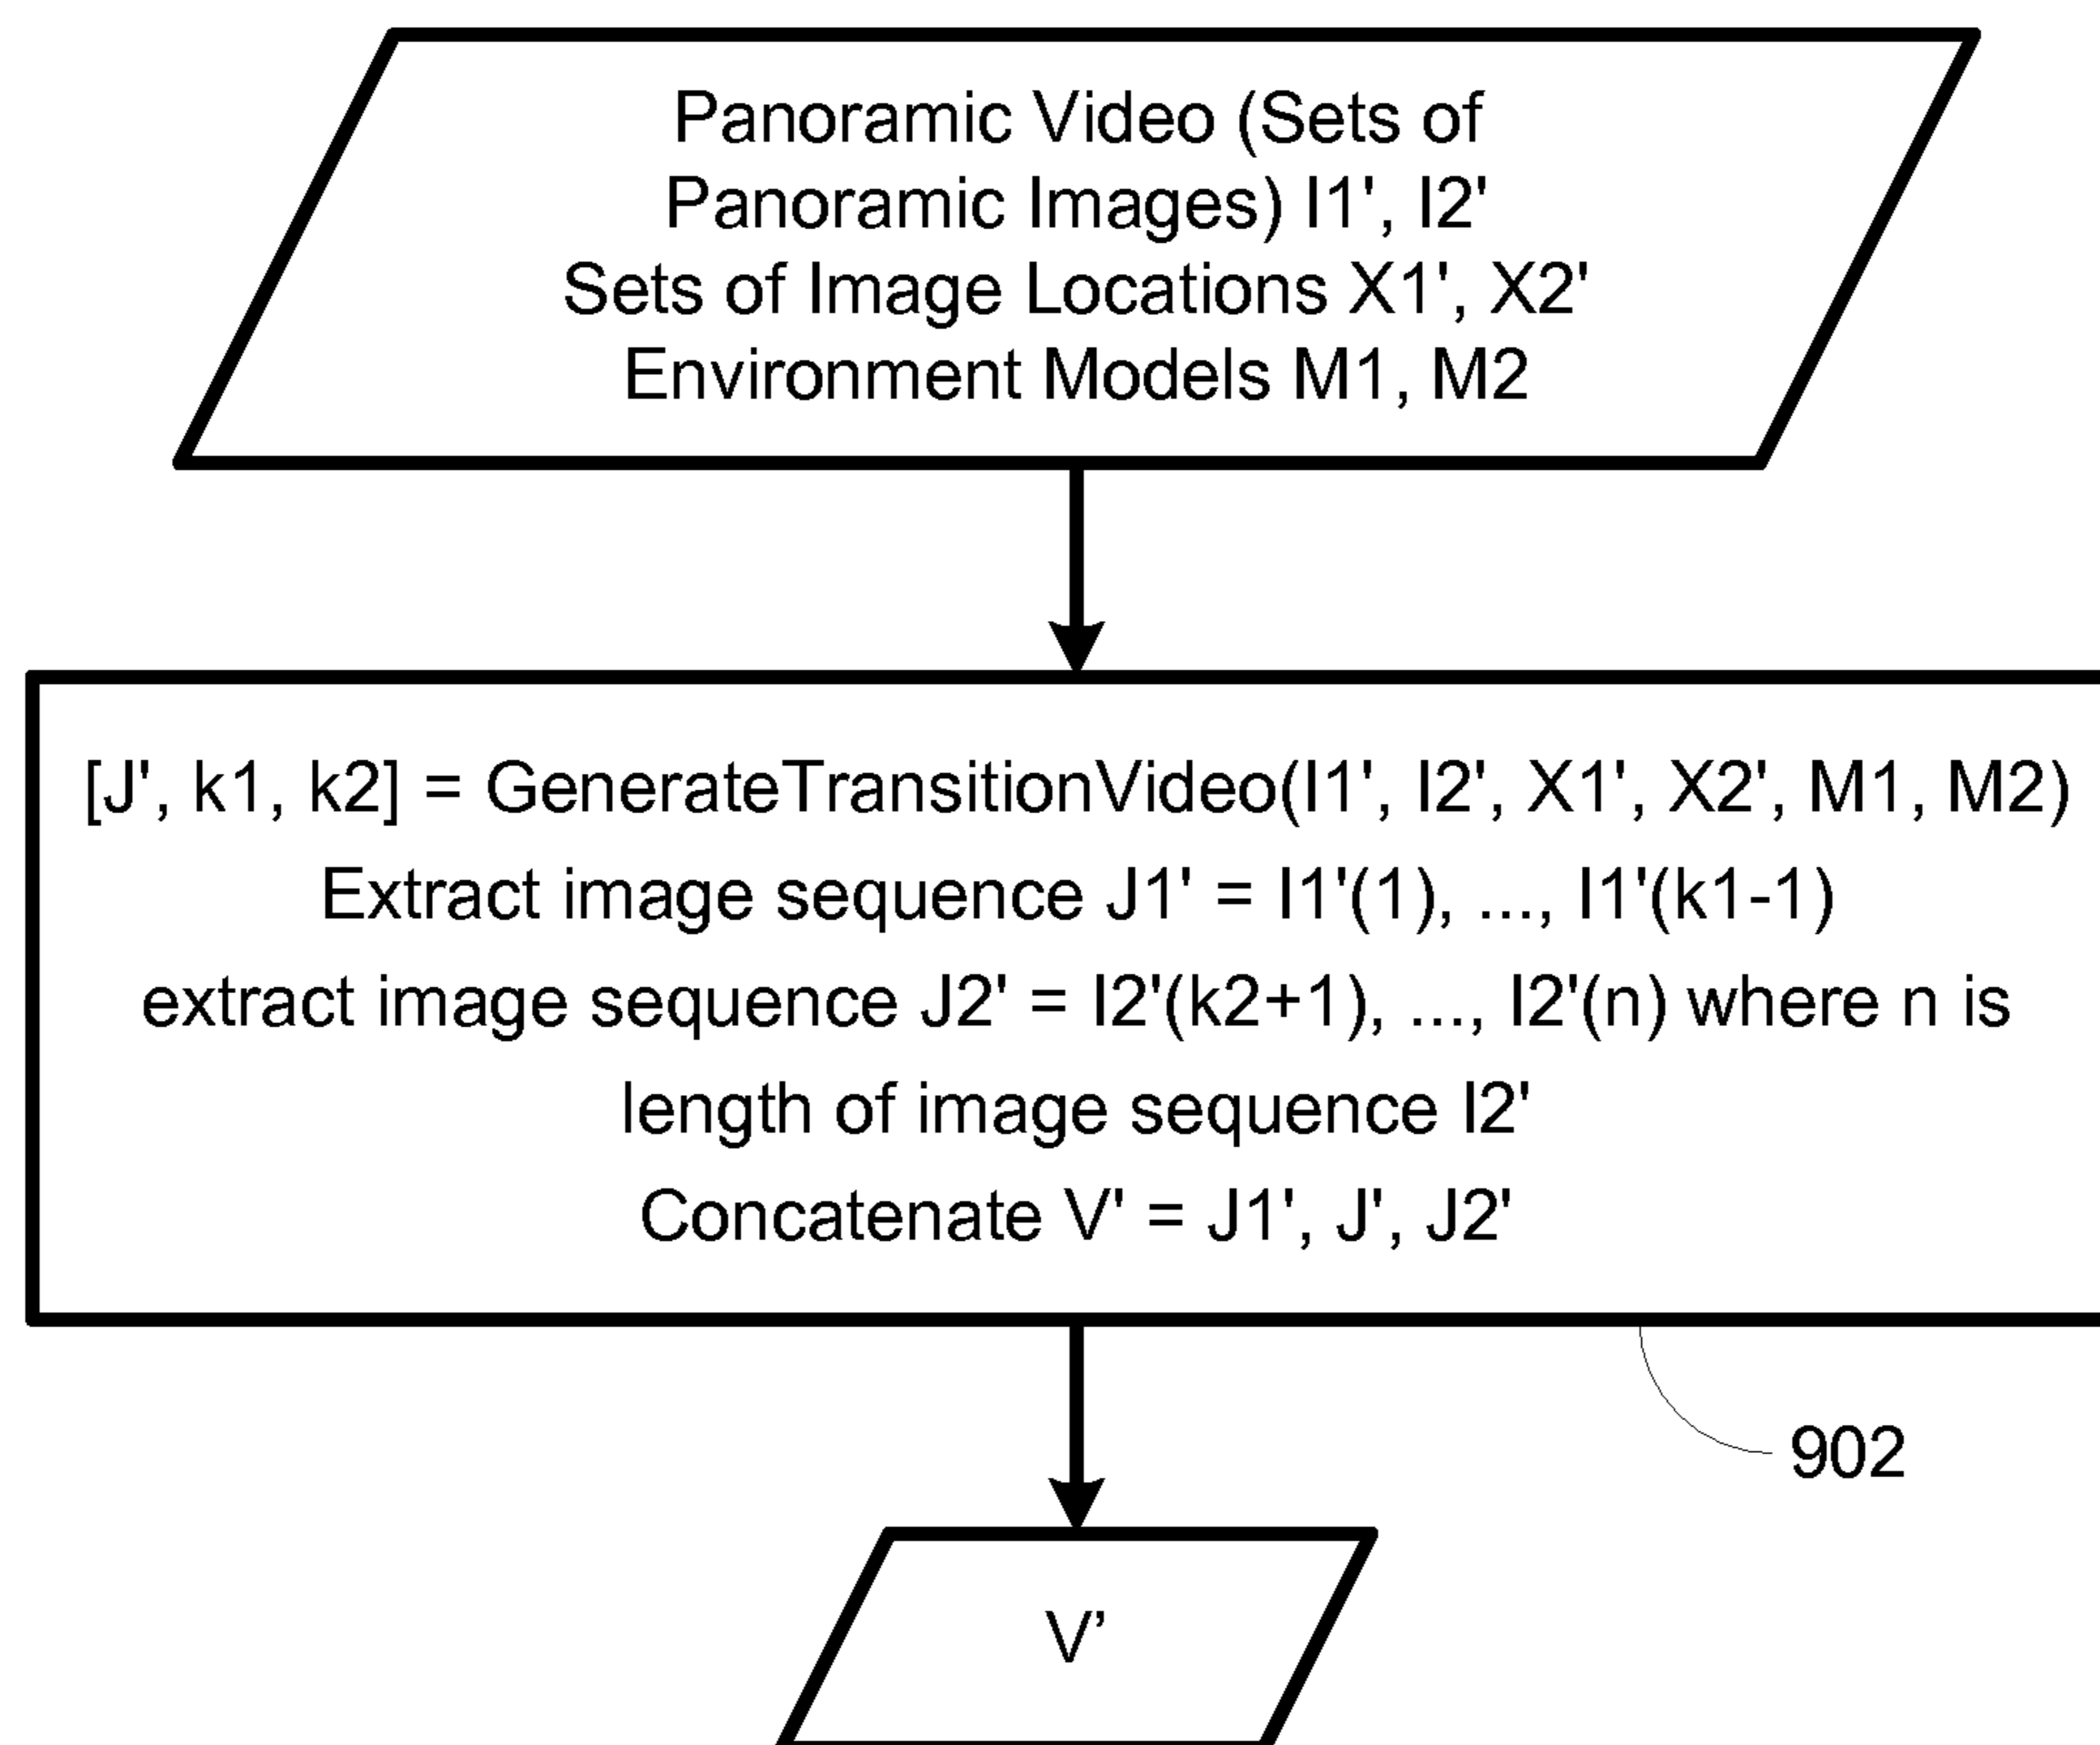 Panoramic Video (Sets of
Panoramic Images) I1', I2'
Sets of Image Locations X1', X2'
Environment Models M1, M2
[J', k1, k2] = GenerateTransitionVideo(I1', I2', X1', X2', M1, M2)
Extract image sequence J1' = I1'(1), ..., I1'(k1-1)
extract image sequence J2' = I2'(k2+1), ..., I2'(n) where n is
length of image sequence I2'
Concatenate V' = J1', J', J2'
902
V’